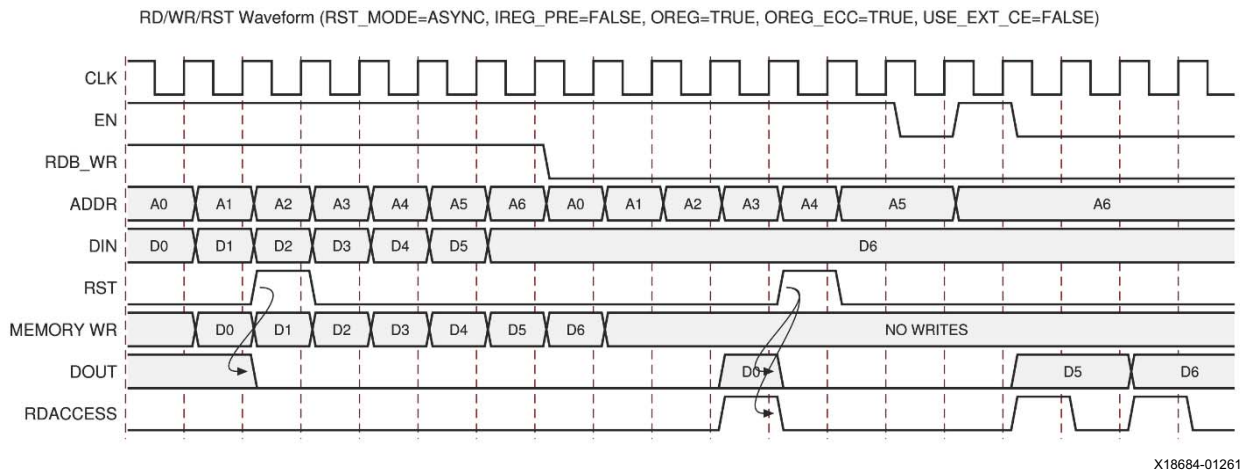 RD/WR/RST Waveform (RST_MODE=ASYNC, IREG_PRE=FALSE, OREG=TRUE, OREG_ECC=TRUE, USE_EXT_CE=FALSE)
CLK
EN
RDB_WR
ADDR A0 A1 A2 A3 A4 A5 A6 A0 A1 A2 A3 A4 A5 A6
DIN D0 D1 D2 D3 D4 D5 D6
RST
MEMORY WR D0 D1 D2 D3 D4 D5 D6 NO WRITES
DOUT D0 D5 D6
RDACCESS
X18684-01261